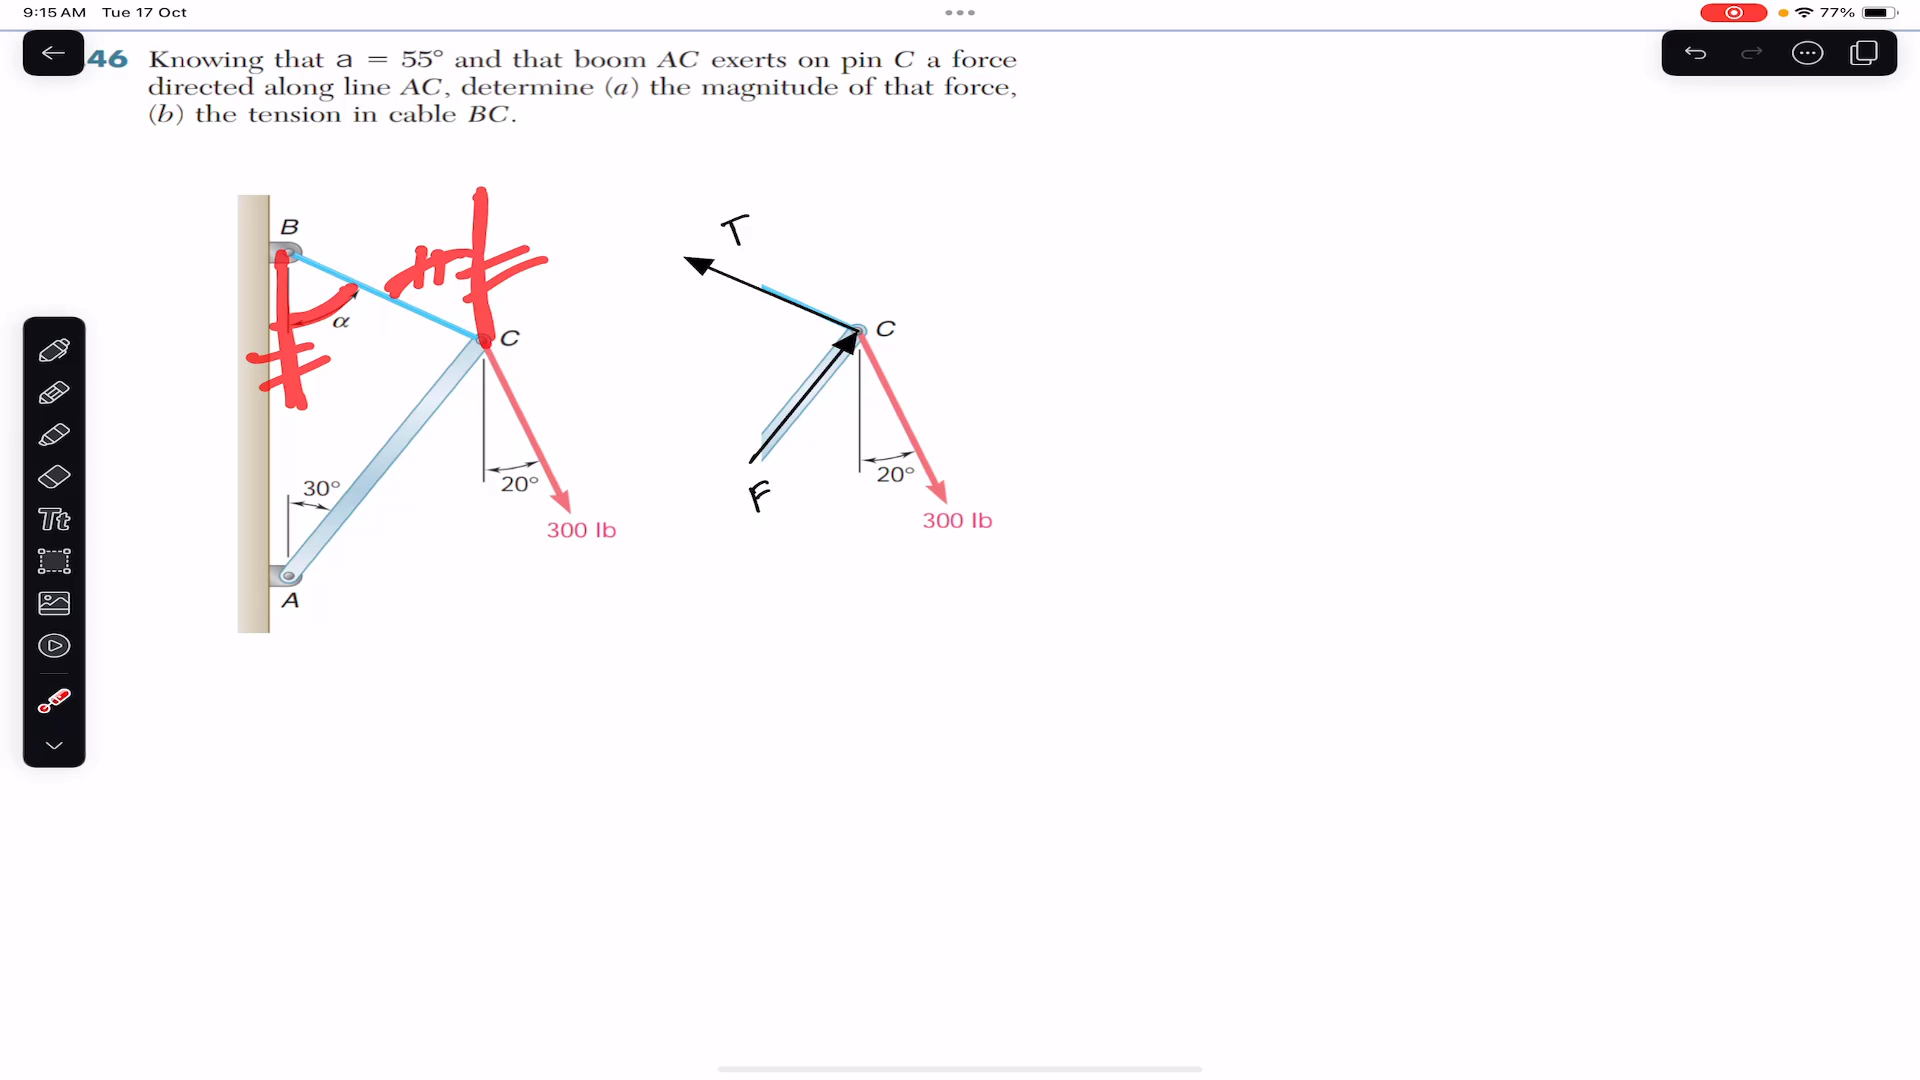 9:15 AM Tue 17 Oct
77%
46 Knowing that a = 55° and that boom AC exerts on pin C a force
directed along line AC, determine (a) the magnitude of that force,
(b) the tension in cable BC.
B
α
C
30°
20°
300 lb
A
T
C
20°
F
300 lb
Tt